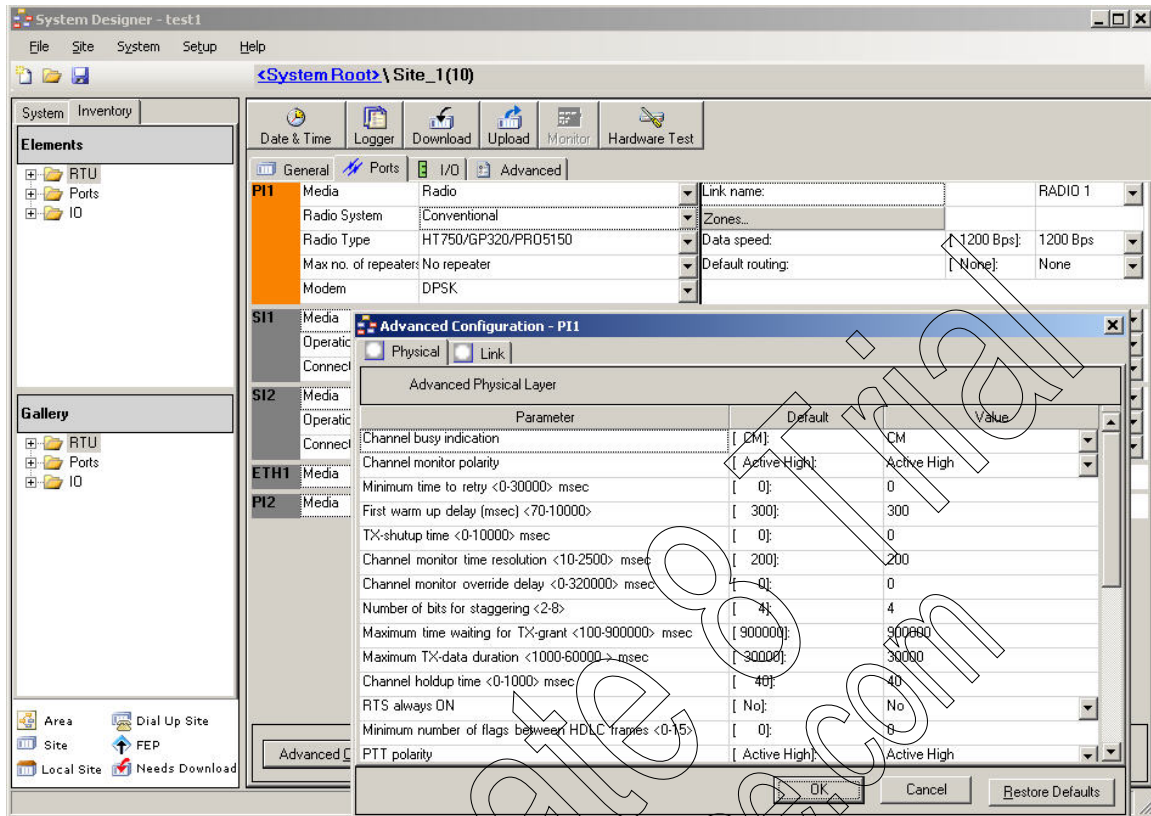 System Designer - test1
File Site System Setup Help
<System Root> \ Site_1(10)
System Inventory
Elements
RTU
Ports
IO
Gallery
RTU
Ports
IO
Area Dial Up Site
Site FEP
Local Site Needs Download
Date & Time Logger Download Upload Monitor Hardware Test
General Ports I/O Advanced
PI1 Media Radio Link name: RADIO 1
Radio System Conventional Zones...
Radio Type HT750/GP320/PRO5150 Data speed: [ 1200 Bps]: 1200 Bps
Max no. of repeaters No repeater Default routing: [ None]: None
Modem DPSK
SI1 Media
Operatic
Connect
SI2 Media
Operatic
Connect
ETH1 Media
PI2 Media
Advanced C
Advanced Configuration - PI1
Physical Link
Advanced Physical Layer
Parameter Default Value
Channel busy indication [ CM]: CM
Channel monitor polarity [ Active High]: Active High
Minimum time to retry <0-30000> msec [ 0]: 0
First warm up delay (msec) <70-10000> [ 300]: 300
TX-shutup time <0-10000> msec [ 0]: 0
Channel monitor time resolution <10-2500> msec [ 200]: 200
Channel monitor override delay <0-320000> msec [ 0]: 0
Number of bits for staggering <2-8> [ 4]: 4
Maximum time waiting for TX-grant <100-900000> msec [ 900000]: 900000
Maximum TX-data duration <1000-60000 > msec [ 30000]: 30000
Channel holdup time <0-1000> msec [ 40]: 40
RTS always ON [ No]: No
Minimum number of flags between HDLC frames <0-15> [ 0]: 0
PTT polarity [ Active High]: Active High
OK Cancel Restore Defaults
ate 8 Trial
e.com